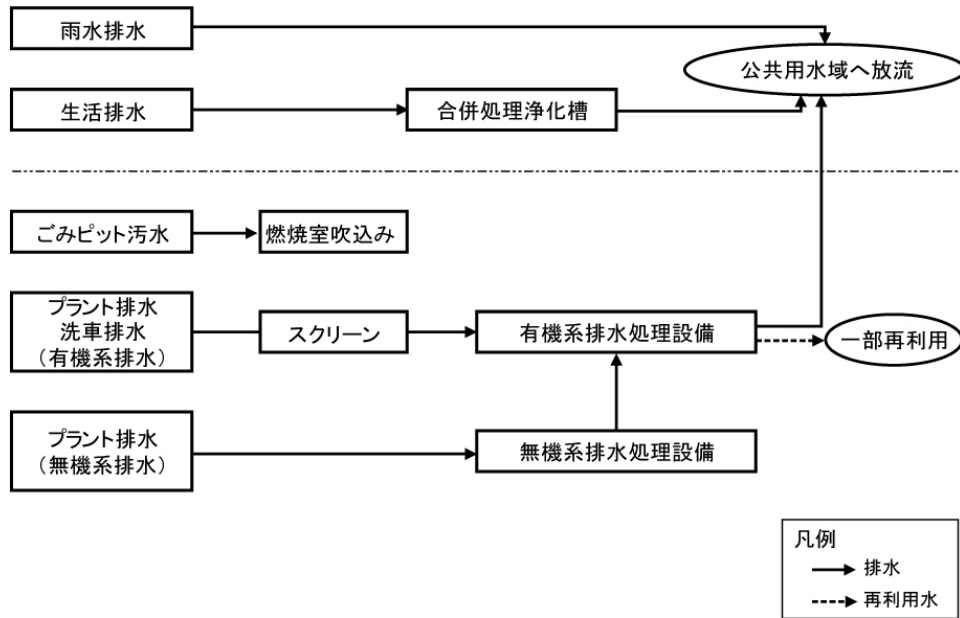 雨水排水
公共用水域へ放流
生活排水
合併処理浄化槽
ごみピット汚水
燃焼室吹込み
プラント排水
洗車排水
（有機系排水）
スクリーン
有機系排水処理設備
一部再利用
プラント排水
（無機系排水）
無機系排水処理設備
凡例
排水
再利用水